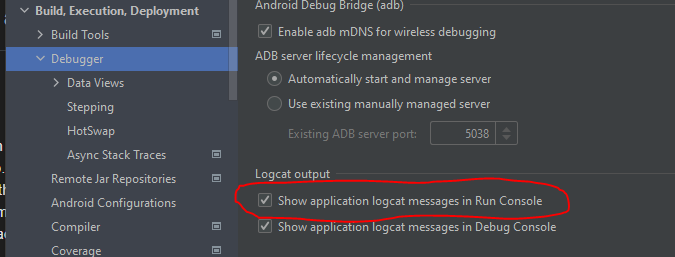 Build, Execution, Deployment
Build Tools
Debugger
Data Views
Stepping
HotSwap
Async Stack Traces
Remote Jar Repositories
Android Configurations
Compiler
Coverage
Android Debug Bridge (adb)
Enable adb mDNS for wireless debugging
ADB server lifecycle management
Automatically start and manage server
Use existing manually managed server
Existing ADB server port: 5038
Logcat output
Show application logcat messages in Run Console
Show application logcat messages in Debug Console